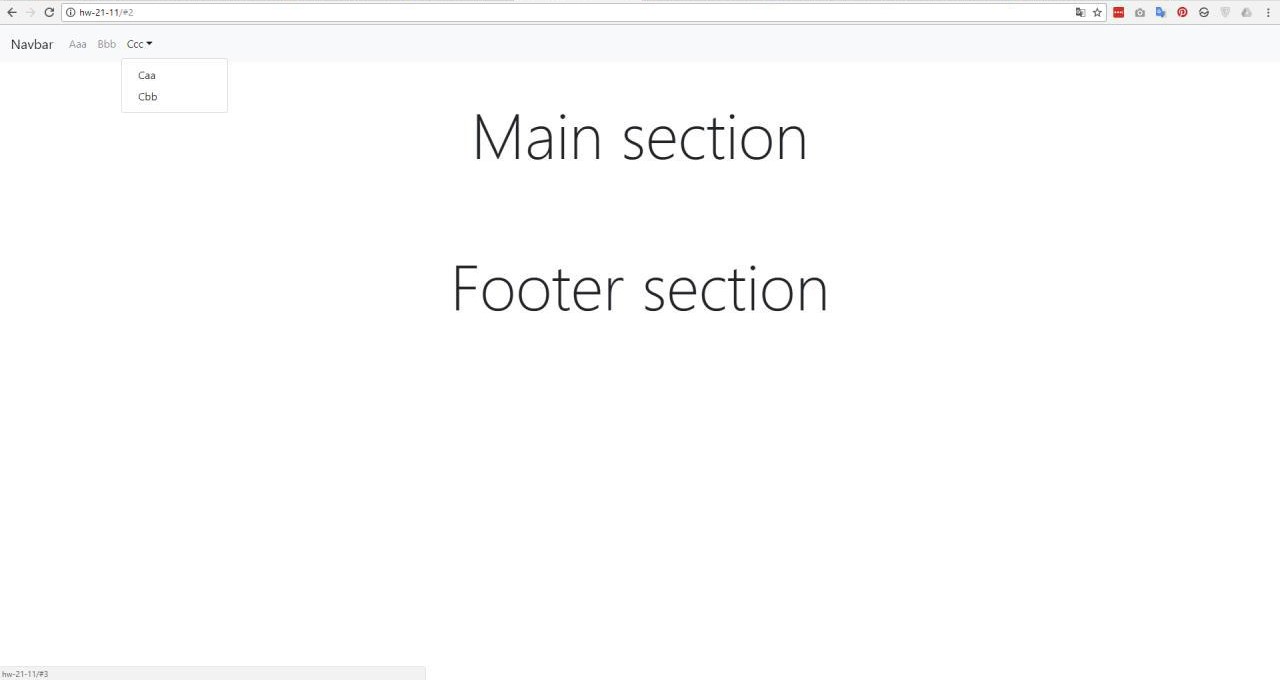 hw-21-11/#2
Navbar Aaa Bbb Ccc
Caa
Cbb
Main section
Footer section
hw-21-11/#3